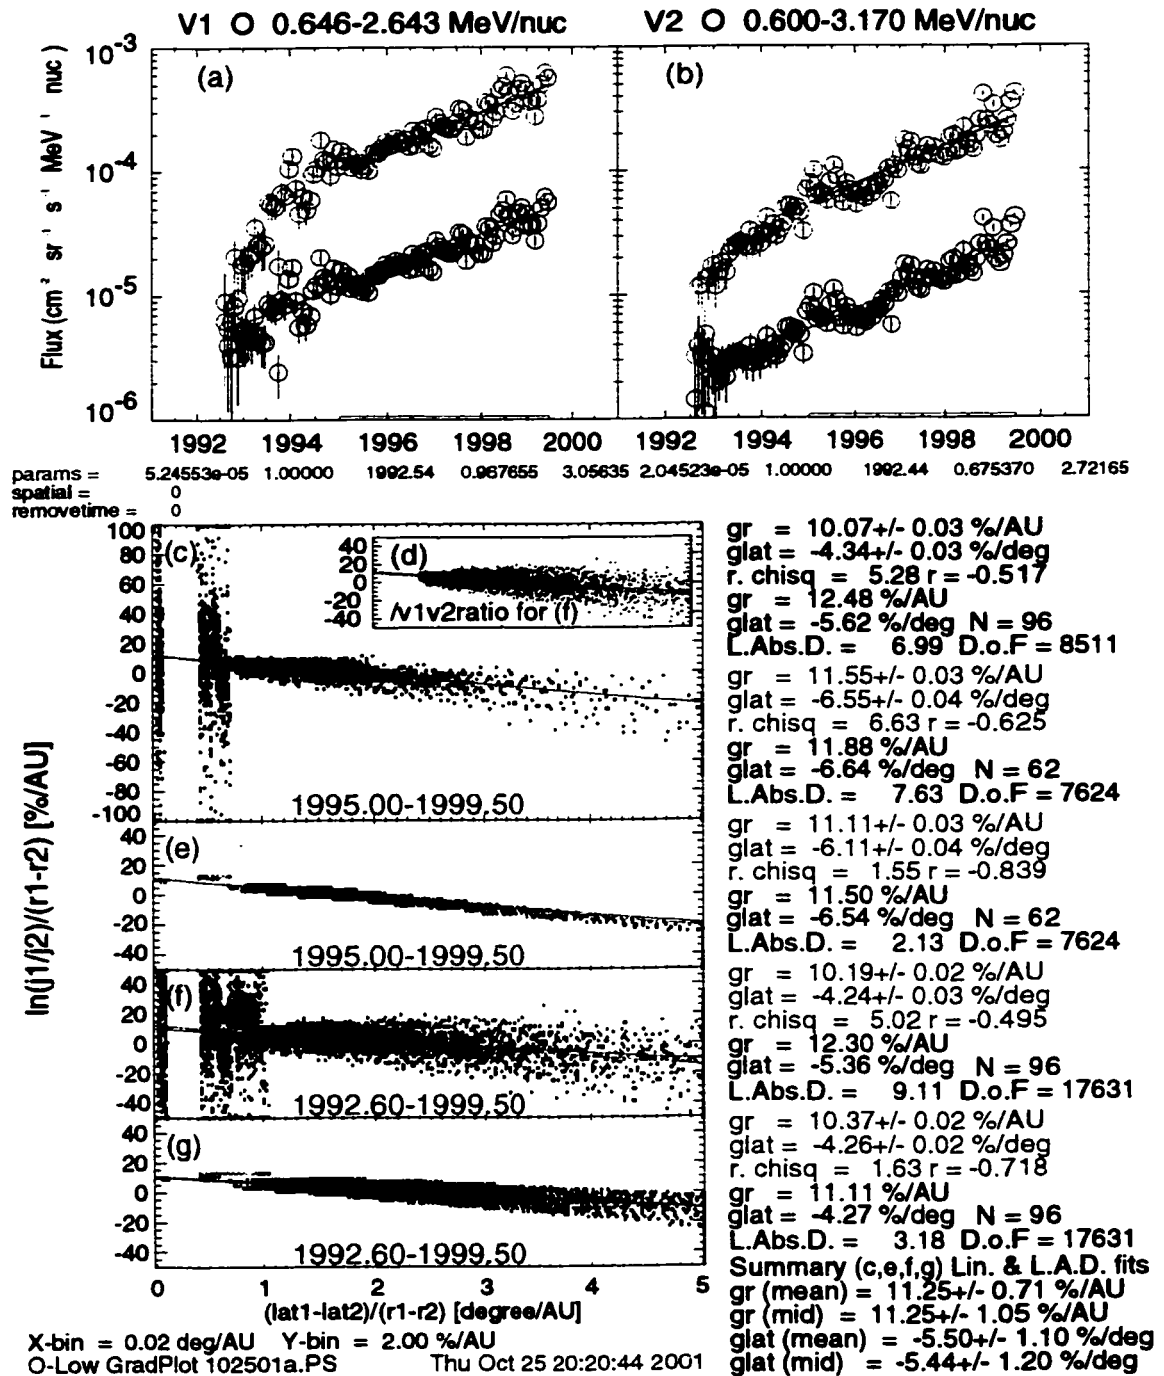 V1 O 0.646-2.643 MeV/nuc
V2 O 0.600-3.170 MeV/nuc
(a)
(b)
Flux (cm² sr⁻¹ s⁻¹ MeV⁻¹ nuc)
10-3
10-4
10-5
10-6
1992 1994 1996 1998 2000
1992 1994 1996 1998 2000
params = 5.24553e-05 1.00000 1992.54 0.967655 3.05635 2.04523e-05 1.00000 1992.44 0.675370 2.72165
spatial = 0
removetime = 0
ln(j1/j2)/(r1-r2) [%/AU]
100
80
60
40
20
0
-20
-40
-60
-80
-100
(c)
40
20
0
-20
-40
(d)
/v1v2ratio for (f)
1995.00-1999.50
40
20
0
-20
-40
(e)
1995.00-1999.50
40
20
0
-20
-40
(f)
1992.60-1999.50
40
20
0
-20
-40
(g)
1992.60-1999.50
0 1 2 3 4 5
(lat1-lat2)/(r1-r2) [degree/AU]
gr = 10.07+/- 0.03 %/AU
glat = -4.34+/- 0.03 %/deg
r. chisq = 5.28 r = -0.517
gr = 12.48 %/AU
glat = -5.62 %/deg N = 96
L.Abs.D. = 6.99 D.o.F = 8511
gr = 11.55+/- 0.03 %/AU
glat = -6.55+/- 0.04 %/deg
r. chisq = 6.63 r = -0.625
gr = 11.88 %/AU
glat = -6.64 %/deg N = 62
L.Abs.D. = 7.63 D.o.F = 7624
gr = 11.11+/- 0.03 %/AU
glat = -6.11+/- 0.04 %/deg
r. chisq = 1.55 r = -0.839
gr = 11.50 %/AU
glat = -6.54 %/deg N = 62
L.Abs.D. = 2.13 D.o.F = 7624
gr = 10.19+/- 0.02 %/AU
glat = -4.24+/- 0.03 %/deg
r. chisq = 5.02 r = -0.495
gr = 12.30 %/AU
glat = -5.36 %/deg N = 96
L.Abs.D. = 9.11 D.o.F = 17631
gr = 10.37+/- 0.02 %/AU
glat = -4.26+/- 0.02 %/deg
r. chisq = 1.63 r = -0.718
gr = 11.11 %/AU
glat = -4.27 %/deg N = 96
L.Abs.D. = 3.18 D.o.F = 17631
Summary (c,e,f,g) Lin. & L.A.D. fits
gr (mean) = 11.25+/- 0.71 %/AU
gr (mid) = 11.25+/- 1.05 %/AU
glat (mean) = -5.50+/- 1.10 %/deg
glat (mid) = -5.44+/- 1.20 %/deg
X-bin = 0.02 deg/AU Y-bin = 2.00 %/AU
O-Low GradPlot 102501a.PS Thu Oct 25 20:20:44 2001